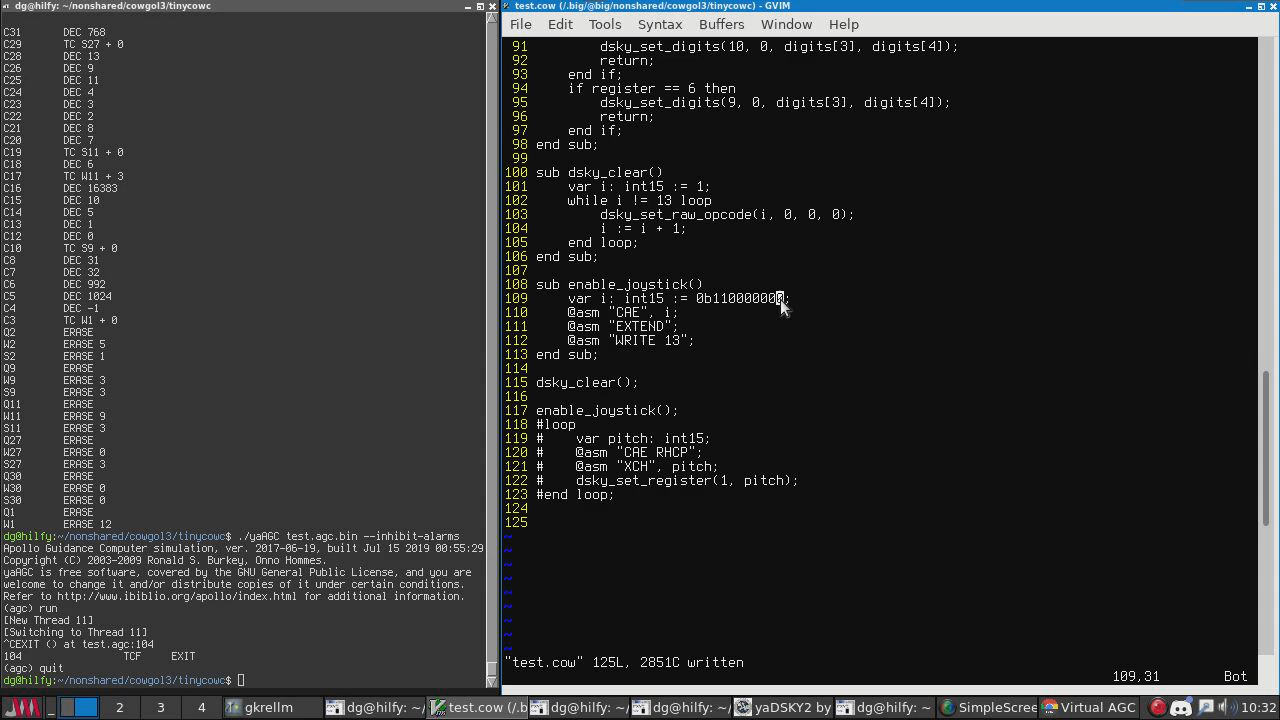 dg@hilfy: ~/nonshared/cowgol3/tinycowc
C31 DEC 768
C29 TC S27 + 0
C28 DEC 13
C26 DEC 9
C25 DEC 11
C24 DEC 4
C23 DEC 3
C22 DEC 2
C21 DEC 8
C20 DEC 7
C19 TC S11 + 0
C18 DEC 6
C17 TC W11 + 3
C16 DEC 16383
C15 DEC 10
C14 DEC 5
C13 DEC 1
C12 DEC 0
C10 TC S9 + 0
C8 DEC 31
C7 DEC 32
C6 DEC 992
C5 DEC 1024
C4 DEC -1
C3 TC W1 + 0
Q2 ERASE
W2 ERASE 5
S2 ERASE 1
Q9 ERASE
W9 ERASE 3
S9 ERASE 3
Q11 ERASE
W11 ERASE 9
S11 ERASE 3
Q27 ERASE
W27 ERASE 0
S27 ERASE 3
Q30 ERASE
W30 ERASE 0
S30 ERASE 0
Q1 ERASE
W1 ERASE 12
dg@hilfy:~/nonshared/cowgol3/tinycowc$ ./yaAGC test.agc.bin --inhibit-alarms
Apollo Guidance Computer simulation, ver. 2017-06-19, built Jul 15 2019 00:55:29
Copyright (C) 2003-2009 Ronald S. Burkey, Onno Hommes.
yaAGC is free software, covered by the GNU General Public License, and you are
welcome to change it and/or distribute copies of it under certain conditions.
Refer to http://www.ibiblio.org/apollo/index.html for additional information.
(agc) run
[New Thread 11]
[Switching to Thread 11]
^CEXIT () at test.agc:104
104 TCF EXIT
(agc) quit
dg@hilfy:~/nonshared/cowgol3/tinycowc$
test.cow (/.big/@big/nonshared/cowgol3/tinycowc) - GVIM
File Edit Tools Syntax Buffers Window Help
91 dsky_set_digits(10, 0, digits[3], digits[4]);
92 return;
93 end if;
94 if register == 6 then
95 dsky_set_digits(9, 0, digits[3], digits[4]);
96 return;
97 end if;
98 end sub;
99
100 sub dsky_clear()
101 var i: int15 := 1;
102 while i != 13 loop
103 dsky_set_raw_opcode(i, 0, 0, 0);
104 i := i + 1;
105 end loop;
106 end sub;
107
108 sub enable_joystick()
109 var i: int15 := 0b110000000;
110 @asm "CAE", i;
111 @asm "EXTEND";
112 @asm "WRITE 13";
113 end sub;
114
115 dsky_clear();
116
117 enable_joystick();
118 #loop
119 # var pitch: int15;
120 # @asm "CAE RHCP";
121 # @asm "XCH", pitch;
122 # dsky_set_register(1, pitch);
123 #end loop;
124
125
~
~
~
~
~
~
~
~
~
"test.cow" 125L, 2851C written
109,31 Bot
2 3 4 gkrellm dg@hilfy: ~ test.cow (/.b dg@hilfy: ~/ dg@hilfy: ~/ yaDSKY2 by dg@hilfy: ~ SimpleScree Virtual AGC 10:32